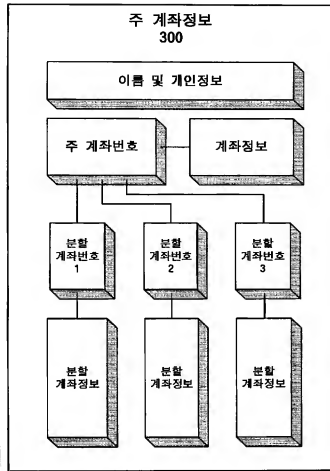 주 계좌정보
300
이름 및 개인정보
주 계좌번호
계좌정보
분할
계좌번호
1
분할
계좌번호
2
분할
계좌번호
3
분할
계좌정보
분할
계좌정보
분할
계좌정보